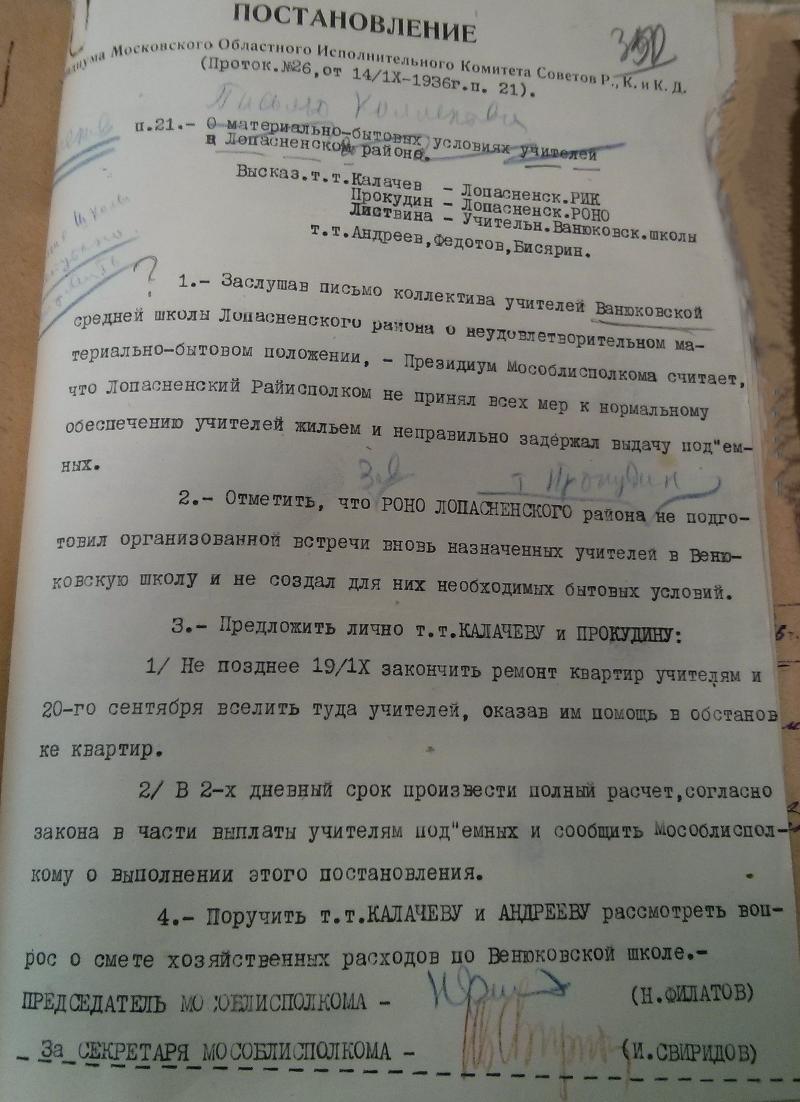 ПОСТАНОВЛЕНИЕ
Московского Областного Исполнительного Комитета Советов Р., К. и К. Д.
(Проток.№26,от 14/IX-1936г.п. 21).
п.21.- О материально-бытовых условиях учителей
в Лопасненском районе.
Высказ.т.т.Калачев - Лопасненск.РИК
Прокудин - Лопасненск.РОНО
Листвина - Учительн.Ванюковск.школы
т.т.Андреев,Федотов,Бисярин.
?
1.- Заслушав письмо коллектива учителей Ванюковской
средней школы Лопасненского района о неудовлетворительном ма-
териально-бытовом положении, - Президиум Мособлисполкома считает,
что Лопасненский Райисполком не принял всех мер к нормальному
обеспечению учителей жильем и неправильно задержал выдачу под"ем-
ных.
т Прокудин
2.- Отметить, что РОНО ЛОПАСНЕНСКОГО района не подго-
товил организованной встречи вновь назначенных учителей в Веню-
ковскую школу и не создал для них необходимых бытовых условий.
3.- Предложить лично т.т.КАЛАЧЕВУ и ПРОКУДИНУ:
1/ Не позднее 19/1X закончить ремонт квартир учителям и
20-го сентября вселить туда учителей, оказав им помощь в обстанов
ке квартир.
2/ В 2-х дневный срок произвести полный расчет,согласно
закона в части выплаты учителям под"емных и сообщить Мособлиспол-
кому о выполнении этого постановления.
4.- Поручить т.т.КАЛАЧЕВУ и АНДРЕЕВУ рассмотреть воп-
рос о смете хозяйственных расходов по Венюковской школе.-
ПРЕДСЕДАТЕЛЬ МОСОБЛИСПОЛКОМА - (Н.ФИЛАТОВ)
За СЕКРЕТАРЯ МОСОБЛИСПОЛКОМА - (И.СВИРИДОВ)